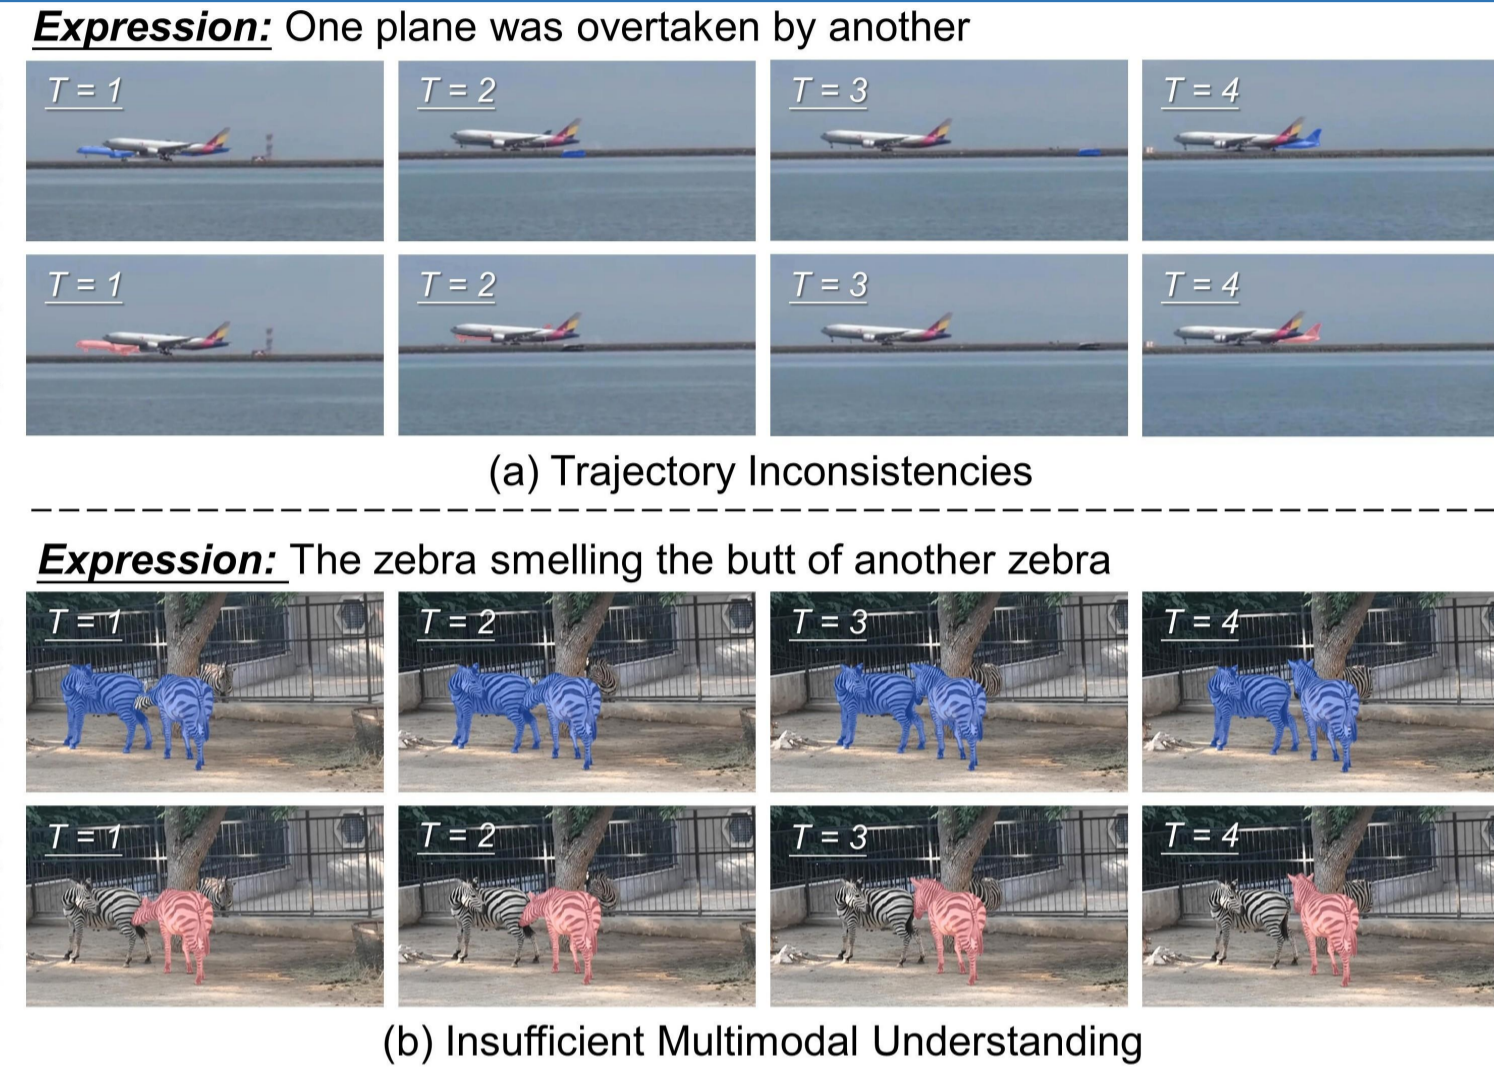 Expression: One plane was overtaken by another
T = 1
T = 2
T = 3
T = 4
T = 1
T = 2
T = 3
T = 4
(a) Trajectory Inconsistencies
Expression: The zebra smelling the butt of another zebra
T = 1
T = 2
T = 3
T = 4
T = 1
T = 2
T = 3
T = 4
(b) Insufficient Multimodal Understanding